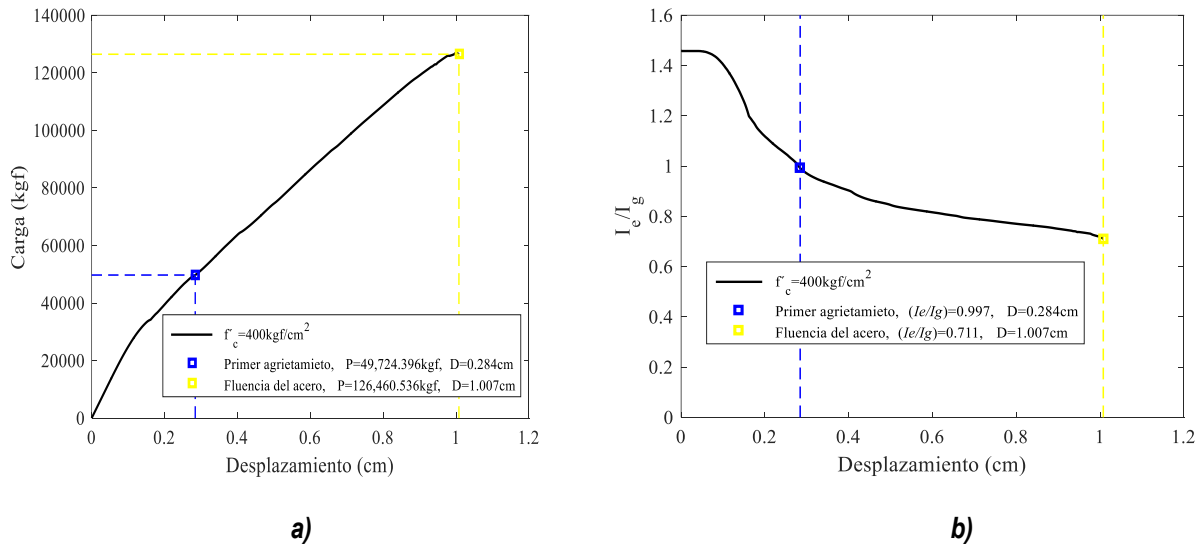 140000
120000
100000
80000
60000
40000
20000
0
Carga (kgf)
f´c=400kgf/cm2
Primer agrietamieto, P=49,724.396kgf, D=0.284cm
Fluencia del acero, P=126,460.536kgf, D=1.007cm
0 0.2 0.4 0.6 0.8 1 1.2
Desplazamiento (cm)
a)
1.6
1.4
1.2
1
0.8
0.6
0.4
0.2
0
Ie/Ig
f´c=400kgf/cm2
Primer agrietamieto, (Ie/Ig)=0.997, D=0.284cm
Fluencia del acero, (Ie/Ig)=0.711, D=1.007cm
0 0.2 0.4 0.6 0.8 1 1.2
Desplazamiento (cm)
b)